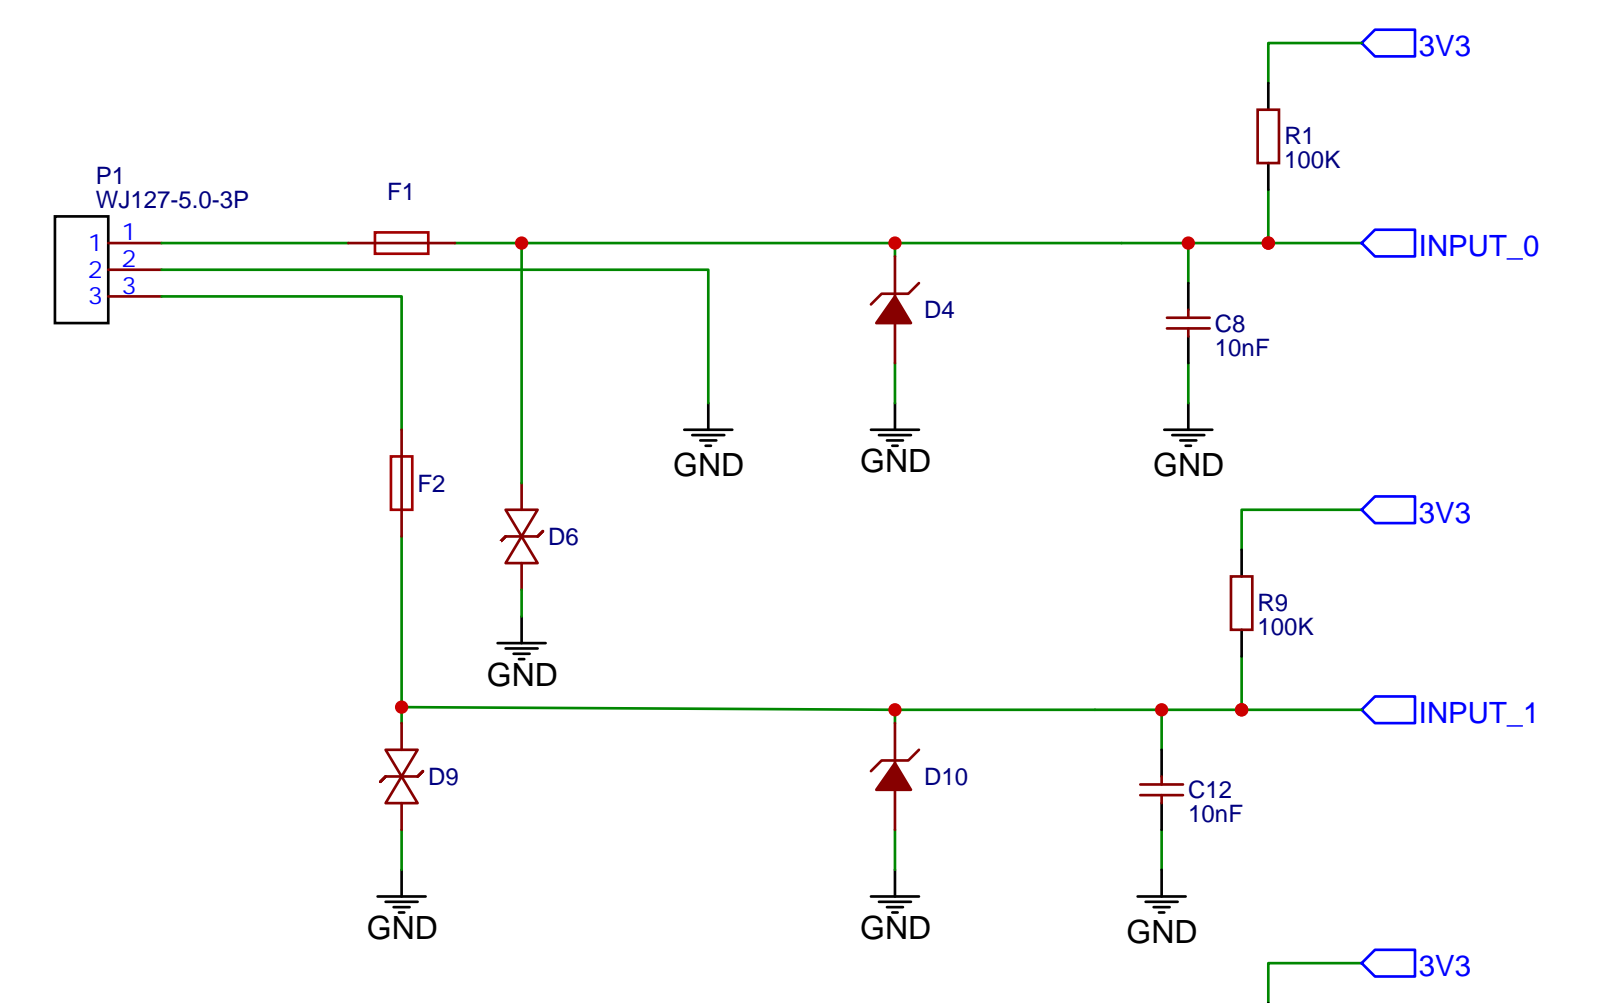 3V3
R1
100K
P1
WJ127-5.0-3P
F1
1 1
2 2
3 3
INPUT_0
D4
C8
10nF
GND
GND
GND
F2
3V3
D6
R9
100K
GND
INPUT_1
D9
D10
C12
10nF
GND
GND
GND
3V3